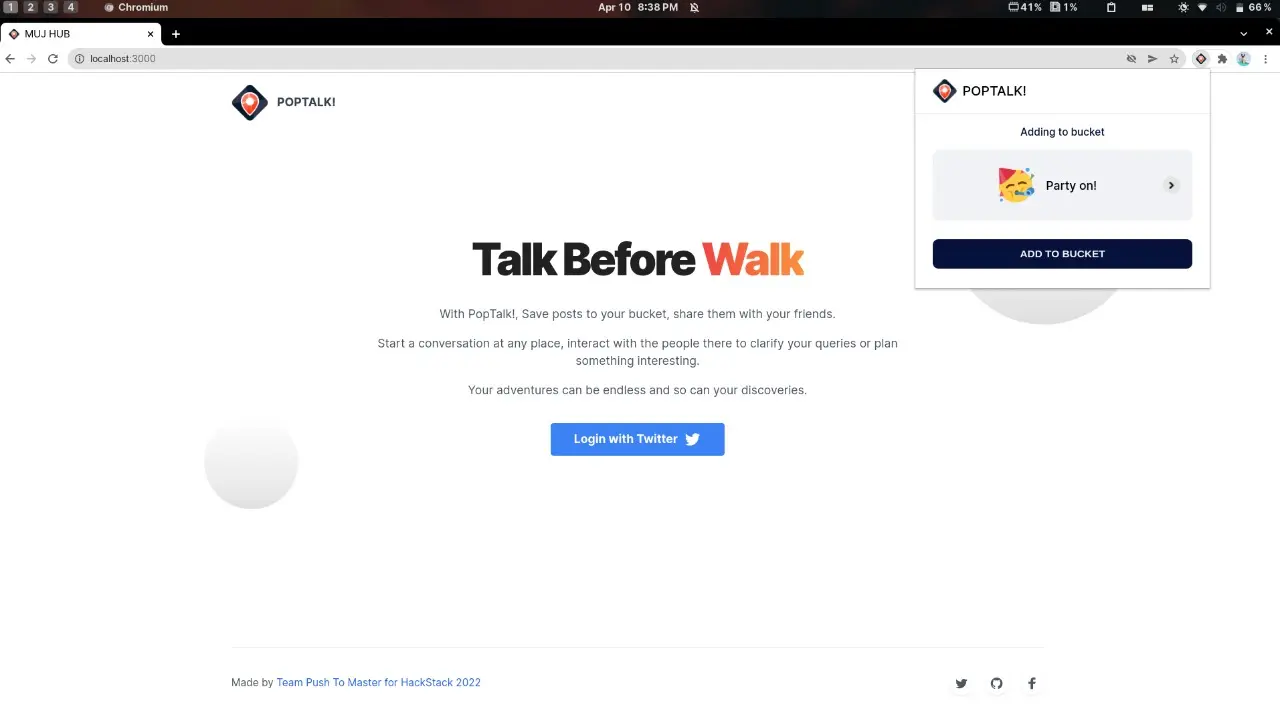 1 2 3 4 Chromium Apr 10 8:38 PM 41% 1% 66%
MUJ HUB
localhost:3000
POPTALK!
POPTALK!
Adding to bucket
Party on!
ADD TO BUCKET
Talk Before Walk
With PopTalk!, Save posts to your bucket, share them with your friends.
Start a conversation at any place, interact with the people there to clarify your queries or plan
something interesting.
Your adventures can be endless and so can your discoveries.
Login with Twitter
Made by Team Push To Master for HackStack 2022